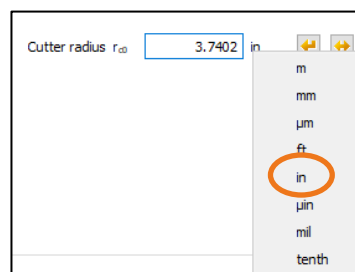 Cutter radius r_c0 3.7402 in
m
mm
µm
ft
in
µin
mil
tenth